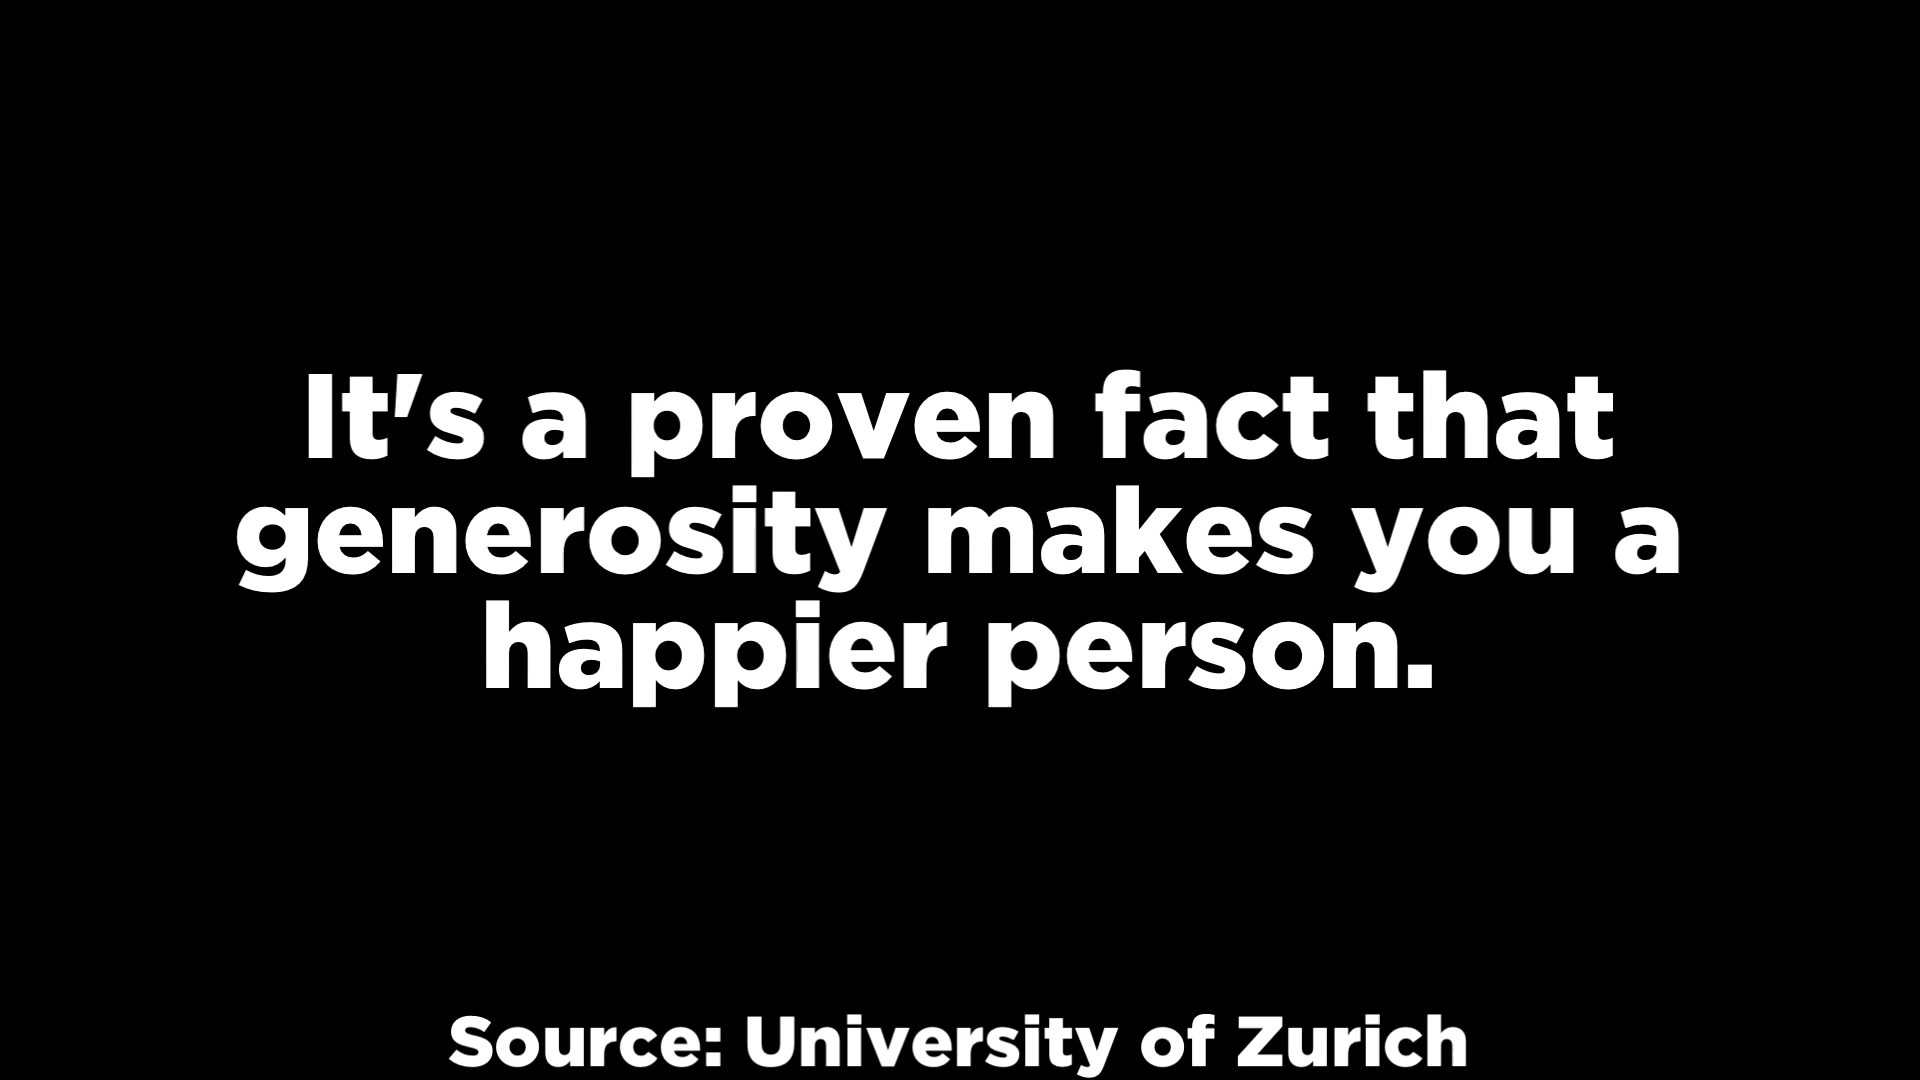 It's a proven fact that
generosity makes you a
happier person.
Source: University of Zurich